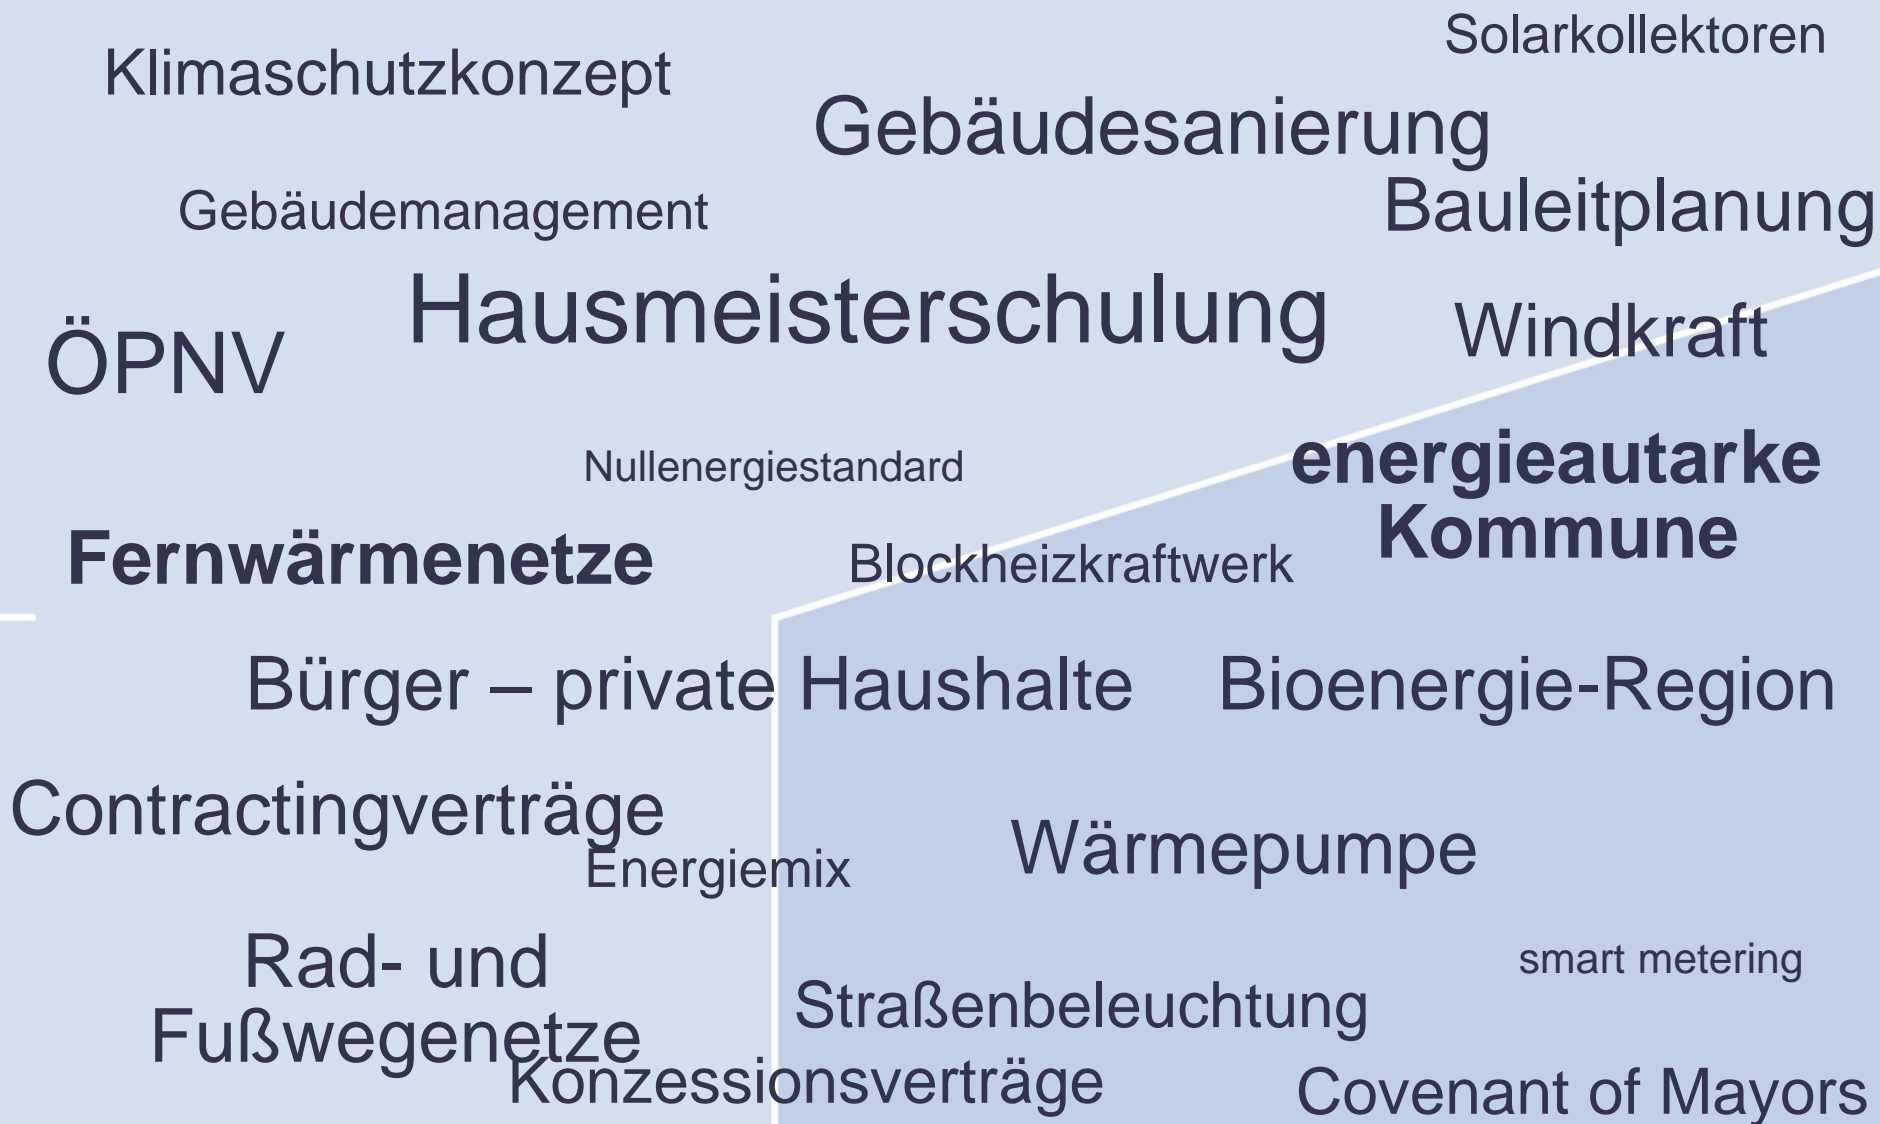 Solarkollektoren
Klimaschutzkonzept
Gebäudesanierung
Gebäudemanagement
Bauleitplanung
Hausmeisterschulung
Windkraft
ÖPNV
Nullenergiestandard
energieautarke
Kommune
Fernwärmenetze
Blockheizkraftwerk
Bürger – private Haushalte
Bioenergie-Region
Contractingverträge
Energiemix
Wärmepumpe
Rad- und
Fußwegenetze
smart metering
Straßenbeleuchtung
Konzessionsverträge
Covenant of Mayors